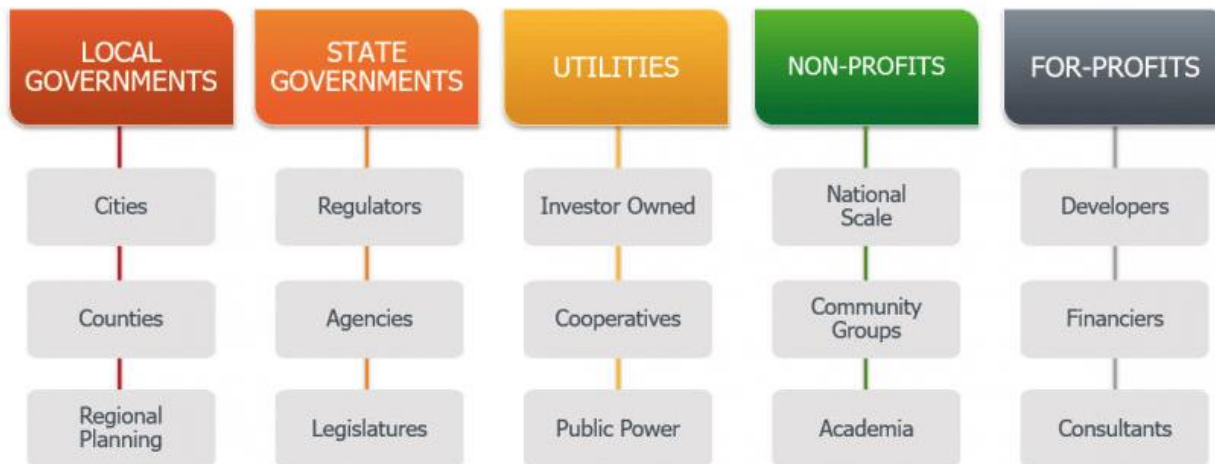 LOCAL
GOVERNMENTS
STATE
GOVERNMENTS
UTILITIES
NON-PROFITS
FOR-PROFITS
Cities
Regulators
Investor Owned
National
Scale
Developers
Counties
Agencies
Cooperatives
Community
Groups
Financiers
Regional
Planning
Legislatures
Public Power
Academia
Consultants